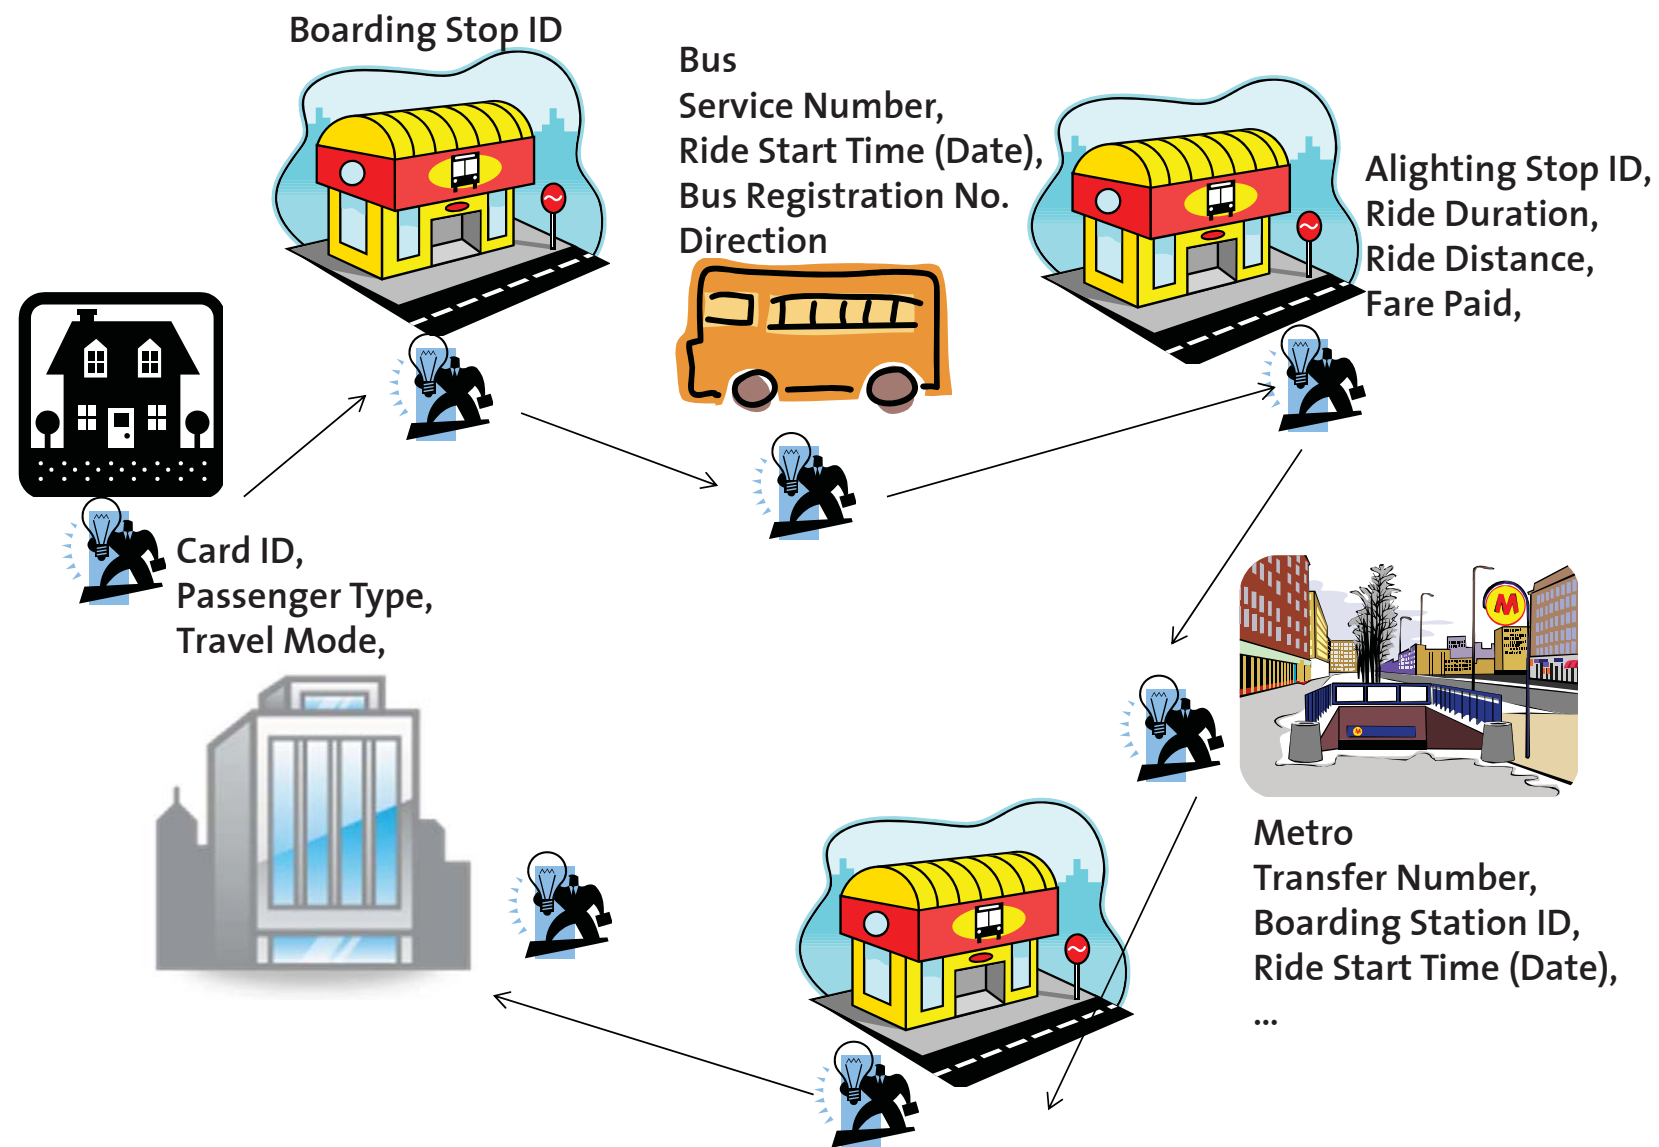 Boarding Stop ID
Bus
Service Number,
Ride Start Time (Date),
Bus Registration No.
Direction
Alighting Stop ID,
Ride Duration,
Ride Distance,
Fare Paid,
Card ID,
Passenger Type,
Travel Mode,
M
M
Metro
Transfer Number,
Boarding Station ID,
Ride Start Time (Date),
...